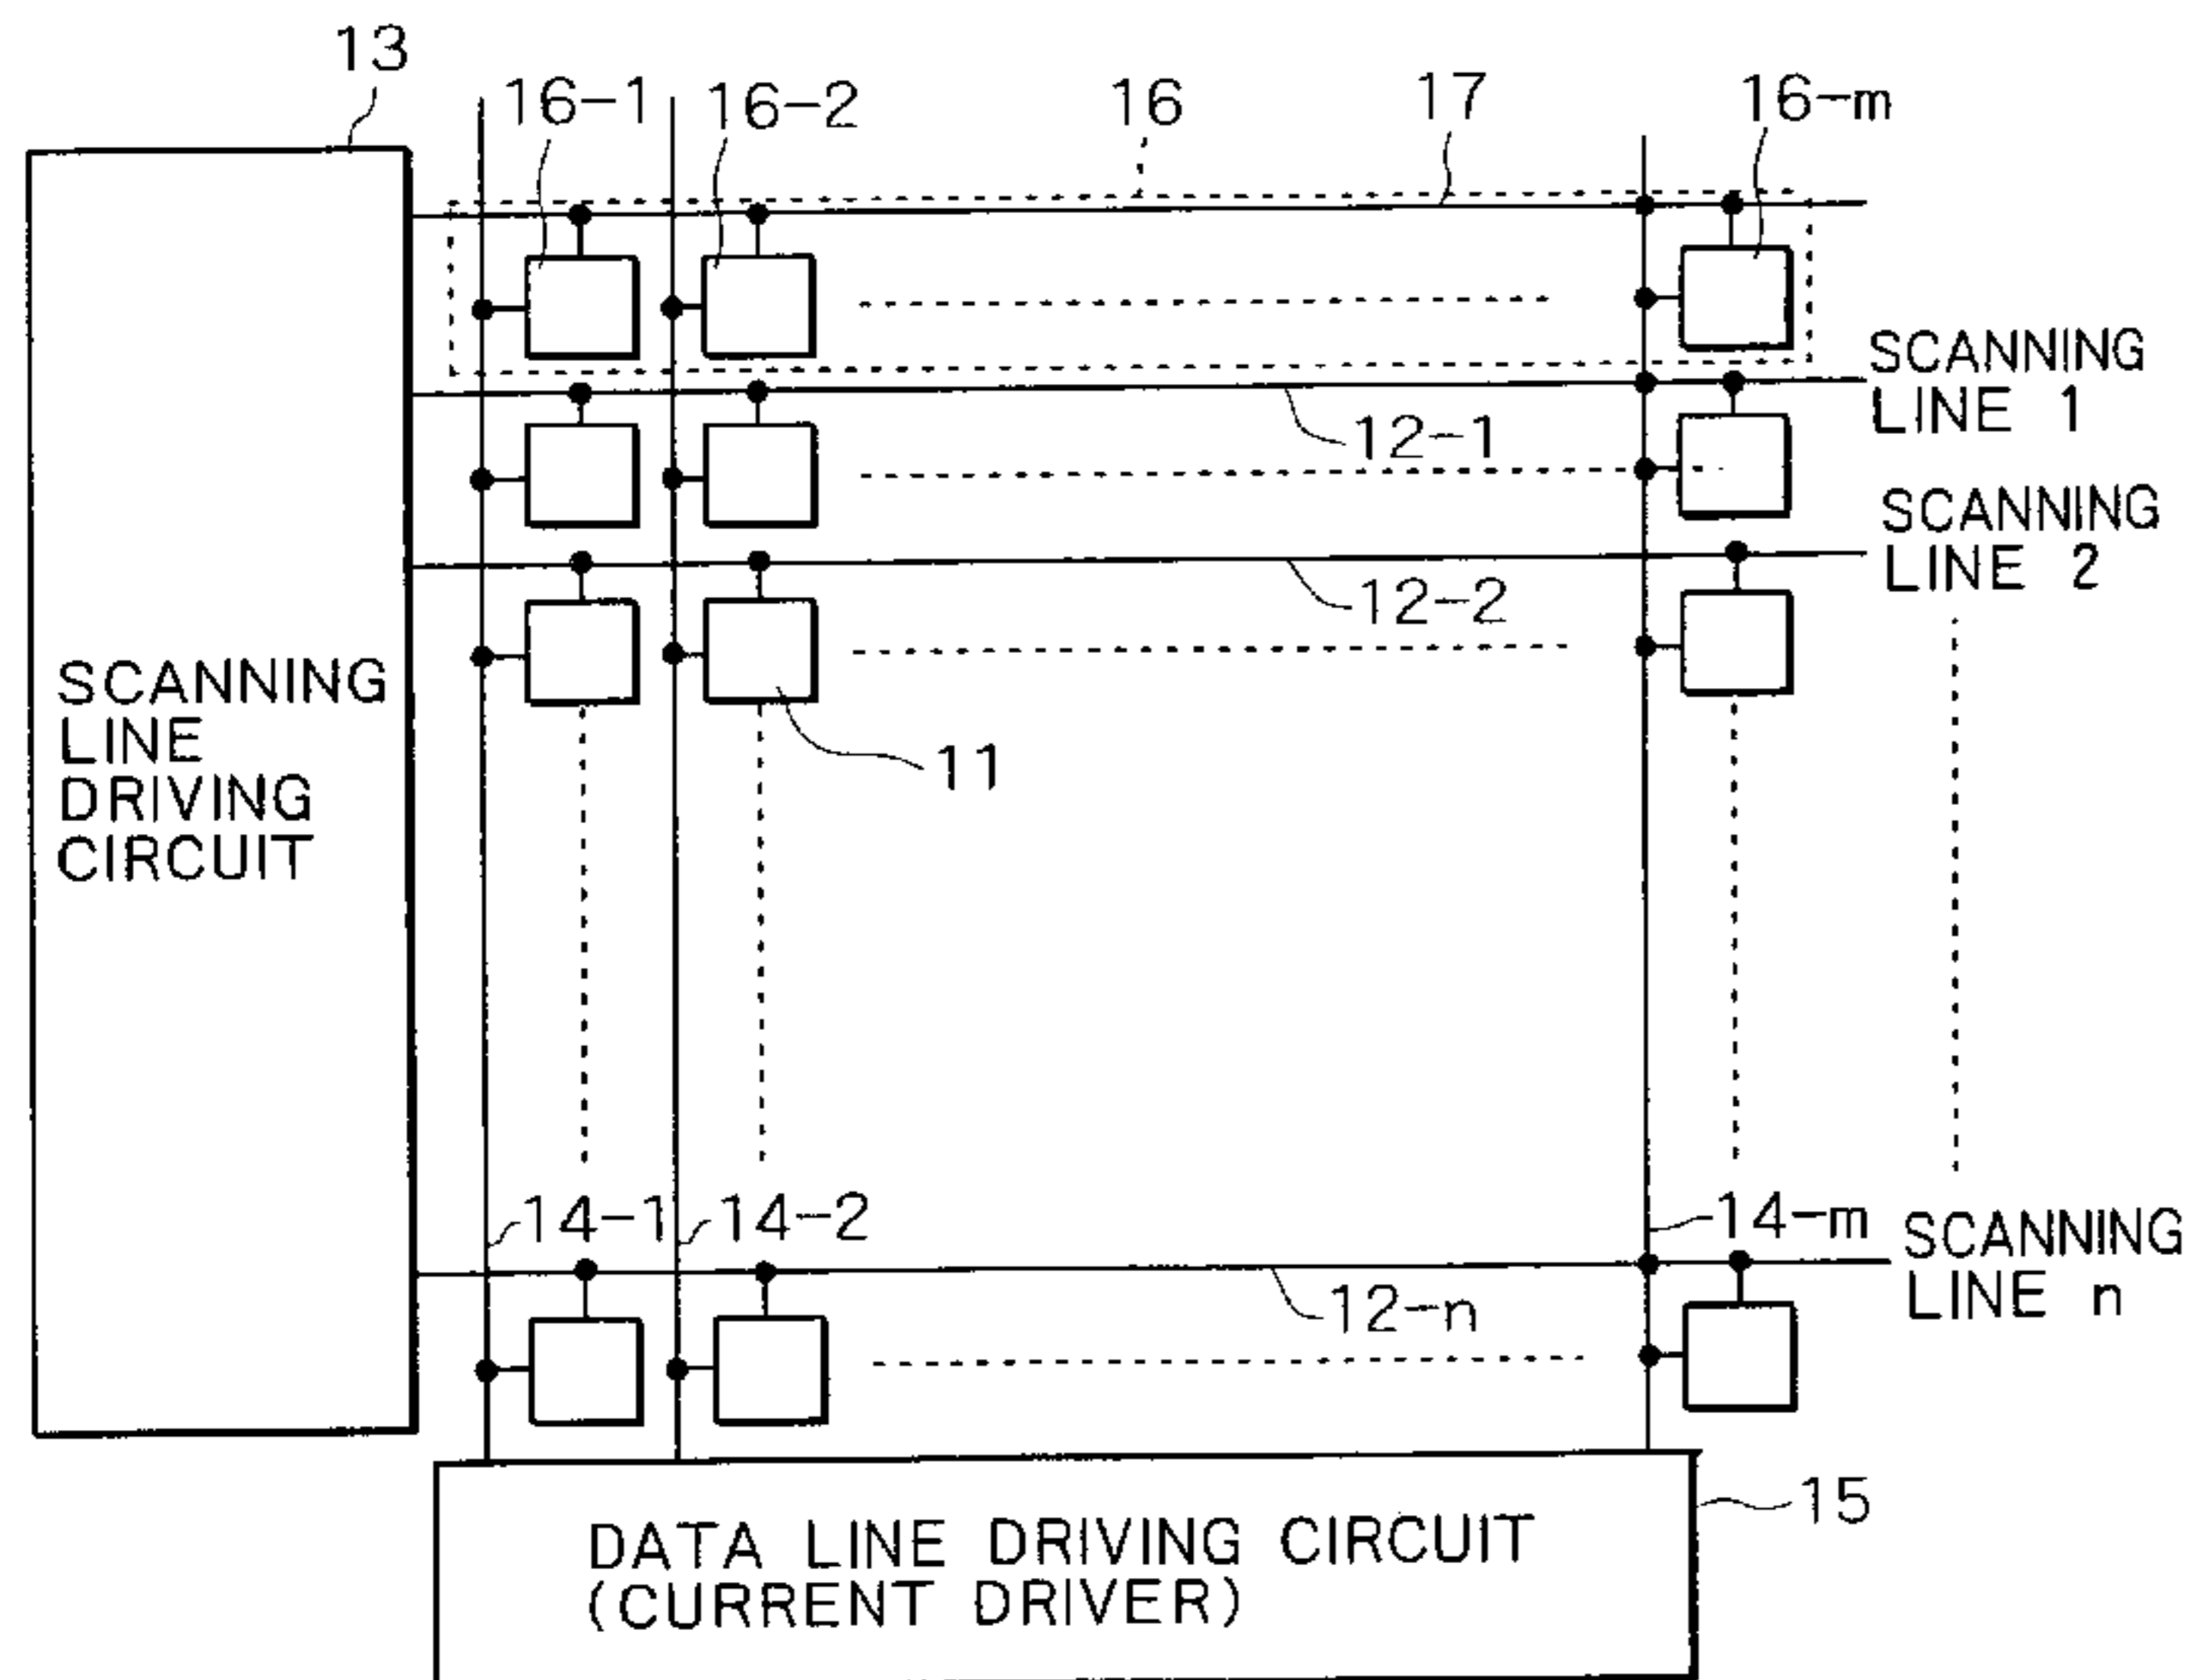 13
16-1
16-2
16
17
16-m
SCANNING
LINE 1
12-1
SCANNING
LINE 2
12-2
SCANNING
LINE
DRIVING
CIRCUIT
11
14-1
14-2
14-m
SCANNING
LINE n
12-n
15
DATA LINE DRIVING CIRCUIT
(CURRENT DRIVER)